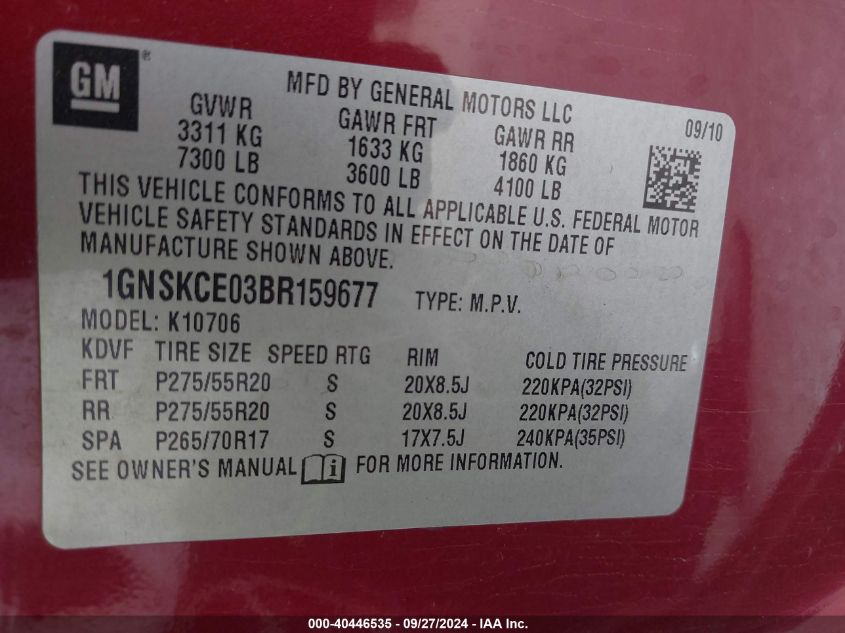 GM ®
MFD BY GENERAL MOTORS LLC
GVWR GAWR FRT GAWR RR 09/10
3311 KG 1633 KG 1860 KG
7300 LB 3600 LB 4100 LB
THIS VEHICLE CONFORMS TO ALL APPLICABLE U.S. FEDERAL MOTOR
VEHICLE SAFETY STANDARDS IN EFFECT ON THE DATE OF
MANUFACTURE SHOWN ABOVE.
1GNSKCE03BR159677 TYPE: M.P.V.
MODEL: K10706
KDVF TIRE SIZE SPEED RTG RIM COLD TIRE PRESSURE
FRT P275/55R20 S 20X8.5J 220KPA(32PSI)
RR P275/55R20 S 20X8.5J 220KPA(32PSI)
SPA P265/70R17 S 17X7.5J 240KPA(35PSI)
SEE OWNER'S MANUAL i FOR MORE INFORMATION.
000-40446535 - 09/27/2024 - IAA Inc.